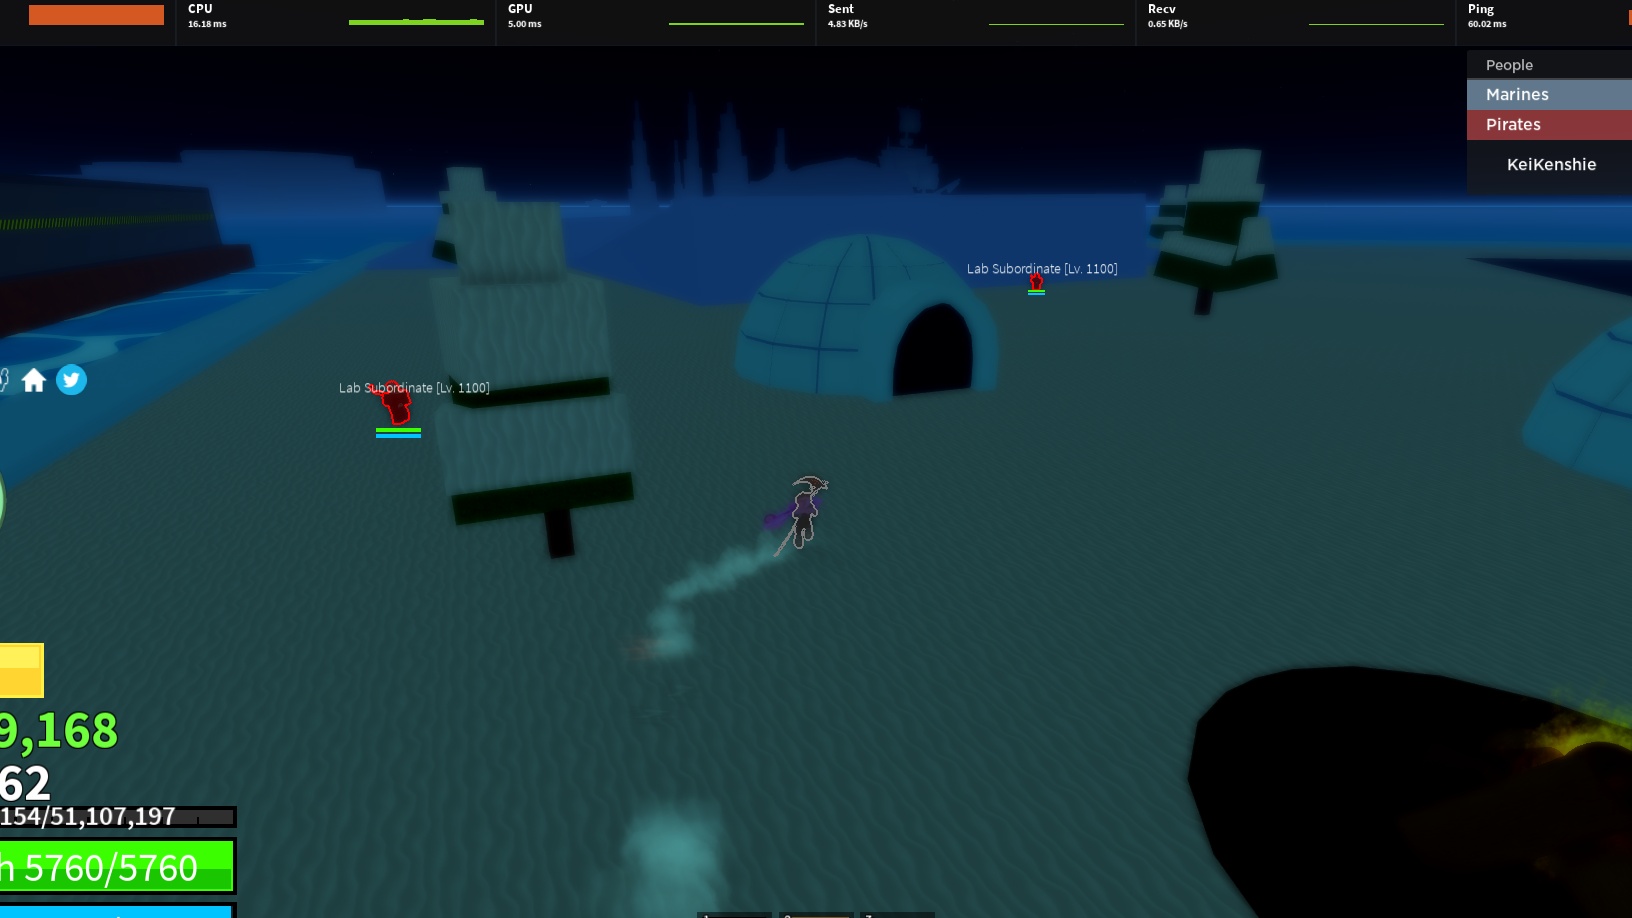 CPU
16.18 ms
GPU
5.00 ms
Sent
4.83 KB/s
Recv
0.65 KB/s
Ping
60.02 ms
People
Marines
Pirates
KeiKenshie
Lab Subordinate [Lv. 1100]
Lab Subordinate [Lv. 1100]
9,168
62
154/51,107,197
h 5760/5760